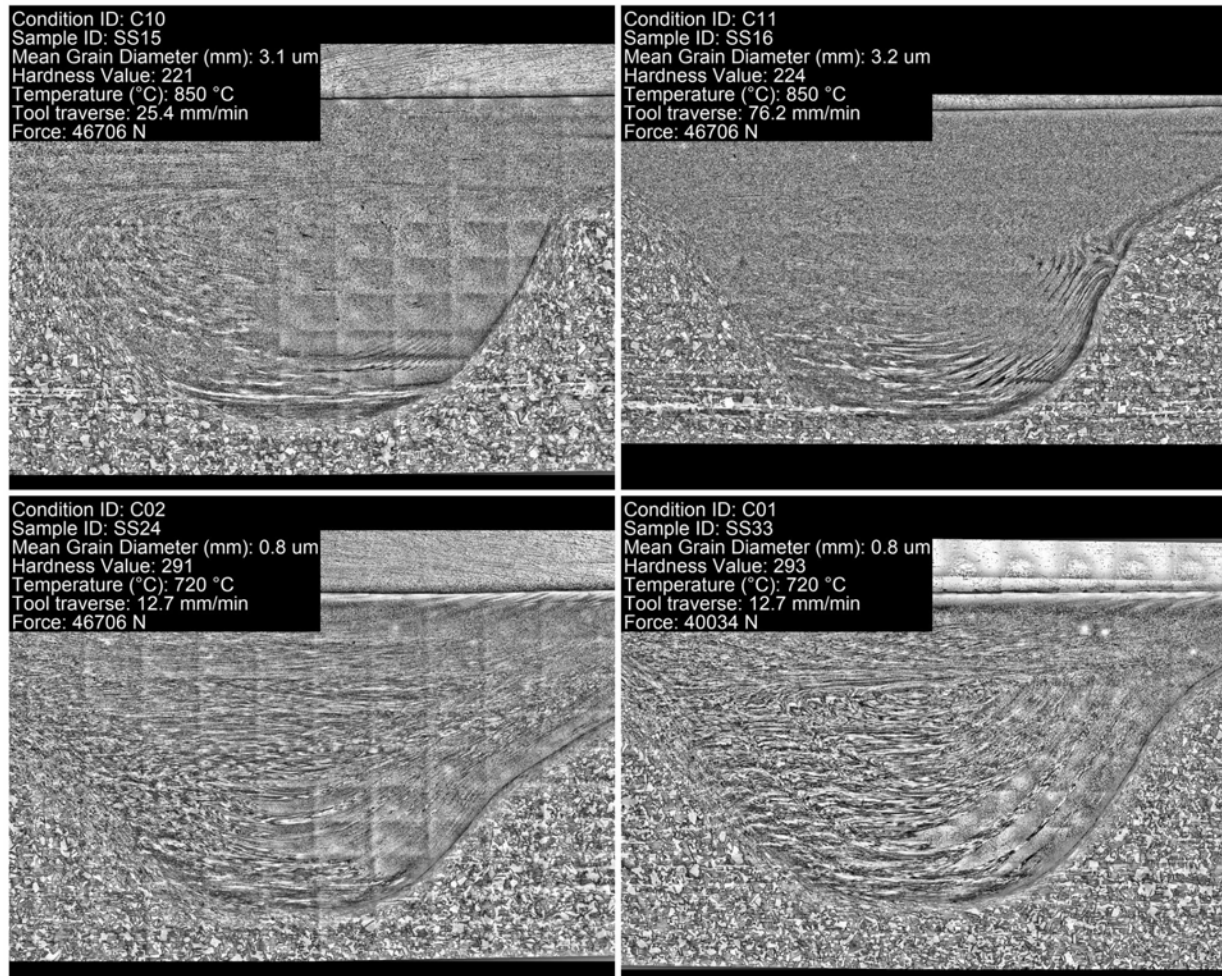 Condition ID: C10
Sample ID: SS15
Mean Grain Diameter (mm): 3.1 um
Hardness Value: 221
Temperature (°C): 850 °C
Tool traverse: 25.4 mm/min
Force: 46706 N
Condition ID: C11
Sample ID: SS16
Mean Grain Diameter (mm): 3.2 um
Hardness Value: 224
Temperature (°C): 850 °C
Tool traverse: 76.2 mm/min
Force: 46706 N
Condition ID: C02
Sample ID: SS24
Mean Grain Diameter (mm): 0.8 um
Hardness Value: 291
Temperature (°C): 720 °C
Tool traverse: 12.7 mm/min
Force: 46706 N
Condition ID: C01
Sample ID: SS33
Mean Grain Diameter (mm): 0.8 um
Hardness Value: 293
Temperature (°C): 720 °C
Tool traverse: 12.7 mm/min
Force: 40034 N